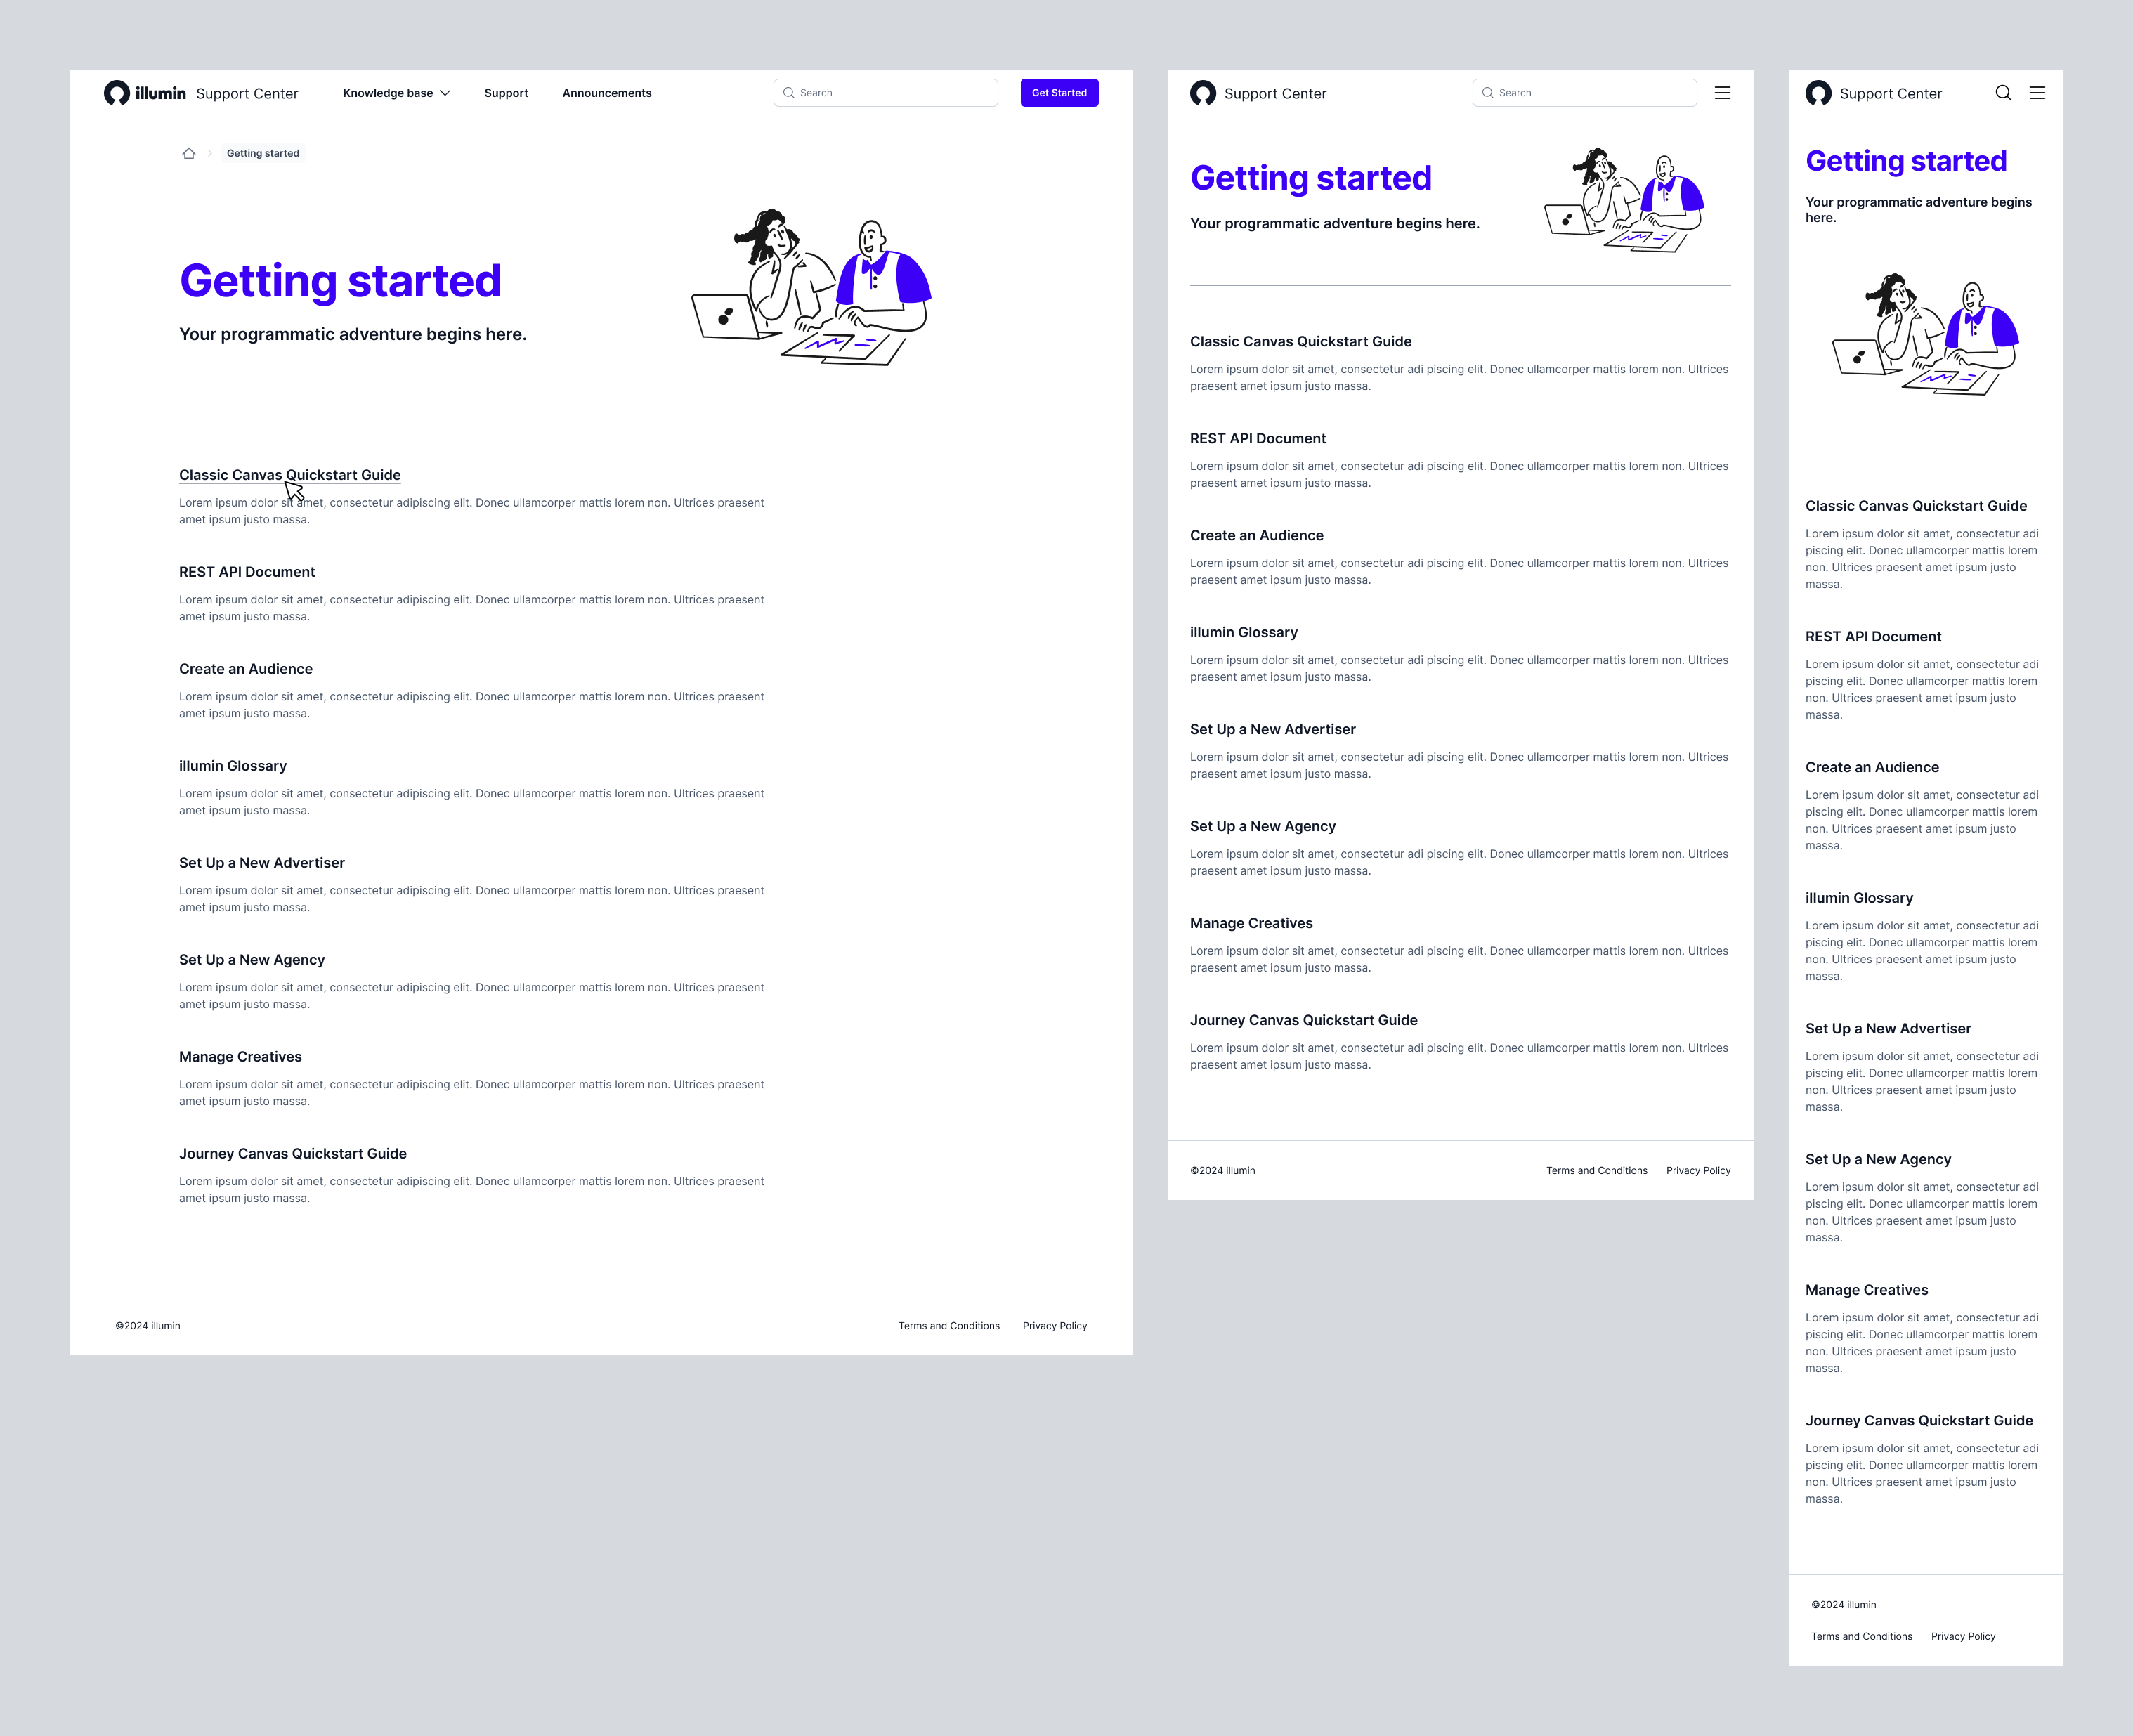 illumin Support Center Knowledge base Support Announcements Search Get Started
Getting started
Getting started
Your programmatic adventure begins here.
Classic Canvas Quickstart Guide
Lorem ipsum dolor sit amet, consectetur adipiscing elit. Donec ullamcorper mattis lorem non. Ultrices praesent
amet ipsum justo massa.
REST API Document
Lorem ipsum dolor sit amet, consectetur adipiscing elit. Donec ullamcorper mattis lorem non. Ultrices praesent
amet ipsum justo massa.
Create an Audience
Lorem ipsum dolor sit amet, consectetur adipiscing elit. Donec ullamcorper mattis lorem non. Ultrices praesent
amet ipsum justo massa.
illumin Glossary
Lorem ipsum dolor sit amet, consectetur adipiscing elit. Donec ullamcorper mattis lorem non. Ultrices praesent
amet ipsum justo massa.
Set Up a New Advertiser
Lorem ipsum dolor sit amet, consectetur adipiscing elit. Donec ullamcorper mattis lorem non. Ultrices praesent
amet ipsum justo massa.
Set Up a New Agency
Lorem ipsum dolor sit amet, consectetur adipiscing elit. Donec ullamcorper mattis lorem non. Ultrices praesent
amet ipsum justo massa.
Manage Creatives
Lorem ipsum dolor sit amet, consectetur adipiscing elit. Donec ullamcorper mattis lorem non. Ultrices praesent
amet ipsum justo massa.
Journey Canvas Quickstart Guide
Lorem ipsum dolor sit amet, consectetur adipiscing elit. Donec ullamcorper mattis lorem non. Ultrices praesent
amet ipsum justo massa.
©2024 illumin Terms and Conditions Privacy Policy
Support Center Search
Getting started
Your programmatic adventure begins here.
Classic Canvas Quickstart Guide
Lorem ipsum dolor sit amet, consectetur adi piscing elit. Donec ullamcorper mattis lorem non. Ultrices
praesent amet ipsum justo massa.
REST API Document
Lorem ipsum dolor sit amet, consectetur adi piscing elit. Donec ullamcorper mattis lorem non. Ultrices
praesent amet ipsum justo massa.
Create an Audience
Lorem ipsum dolor sit amet, consectetur adi piscing elit. Donec ullamcorper mattis lorem non. Ultrices
praesent amet ipsum justo massa.
illumin Glossary
Lorem ipsum dolor sit amet, consectetur adi piscing elit. Donec ullamcorper mattis lorem non. Ultrices
praesent amet ipsum justo massa.
Set Up a New Advertiser
Lorem ipsum dolor sit amet, consectetur adi piscing elit. Donec ullamcorper mattis lorem non. Ultrices
praesent amet ipsum justo massa.
Set Up a New Agency
Lorem ipsum dolor sit amet, consectetur adi piscing elit. Donec ullamcorper mattis lorem non. Ultrices
praesent amet ipsum justo massa.
Manage Creatives
Lorem ipsum dolor sit amet, consectetur adi piscing elit. Donec ullamcorper mattis lorem non. Ultrices
praesent amet ipsum justo massa.
Journey Canvas Quickstart Guide
Lorem ipsum dolor sit amet, consectetur adi piscing elit. Donec ullamcorper mattis lorem non. Ultrices
praesent amet ipsum justo massa.
©2024 illumin Terms and Conditions Privacy Policy
Support Center
Getting started
Your programmatic adventure begins
here.
Classic Canvas Quickstart Guide
Lorem ipsum dolor sit amet, consectetur adi
piscing elit. Donec ullamcorper mattis lorem
non. Ultrices praesent amet ipsum justo
massa.
REST API Document
Lorem ipsum dolor sit amet, consectetur adi
piscing elit. Donec ullamcorper mattis lorem
non. Ultrices praesent amet ipsum justo
massa.
Create an Audience
Lorem ipsum dolor sit amet, consectetur adi
piscing elit. Donec ullamcorper mattis lorem
non. Ultrices praesent amet ipsum justo
massa.
illumin Glossary
Lorem ipsum dolor sit amet, consectetur adi
piscing elit. Donec ullamcorper mattis lorem
non. Ultrices praesent amet ipsum justo
massa.
Set Up a New Advertiser
Lorem ipsum dolor sit amet, consectetur adi
piscing elit. Donec ullamcorper mattis lorem
non. Ultrices praesent amet ipsum justo
massa.
Set Up a New Agency
Lorem ipsum dolor sit amet, consectetur adi
piscing elit. Donec ullamcorper mattis lorem
non. Ultrices praesent amet ipsum justo
massa.
Manage Creatives
Lorem ipsum dolor sit amet, consectetur adi
piscing elit. Donec ullamcorper mattis lorem
non. Ultrices praesent amet ipsum justo
massa.
Journey Canvas Quickstart Guide
Lorem ipsum dolor sit amet, consectetur adi
piscing elit. Donec ullamcorper mattis lorem
non. Ultrices praesent amet ipsum justo
massa.
©2024 illumin
Terms and Conditions Privacy Policy